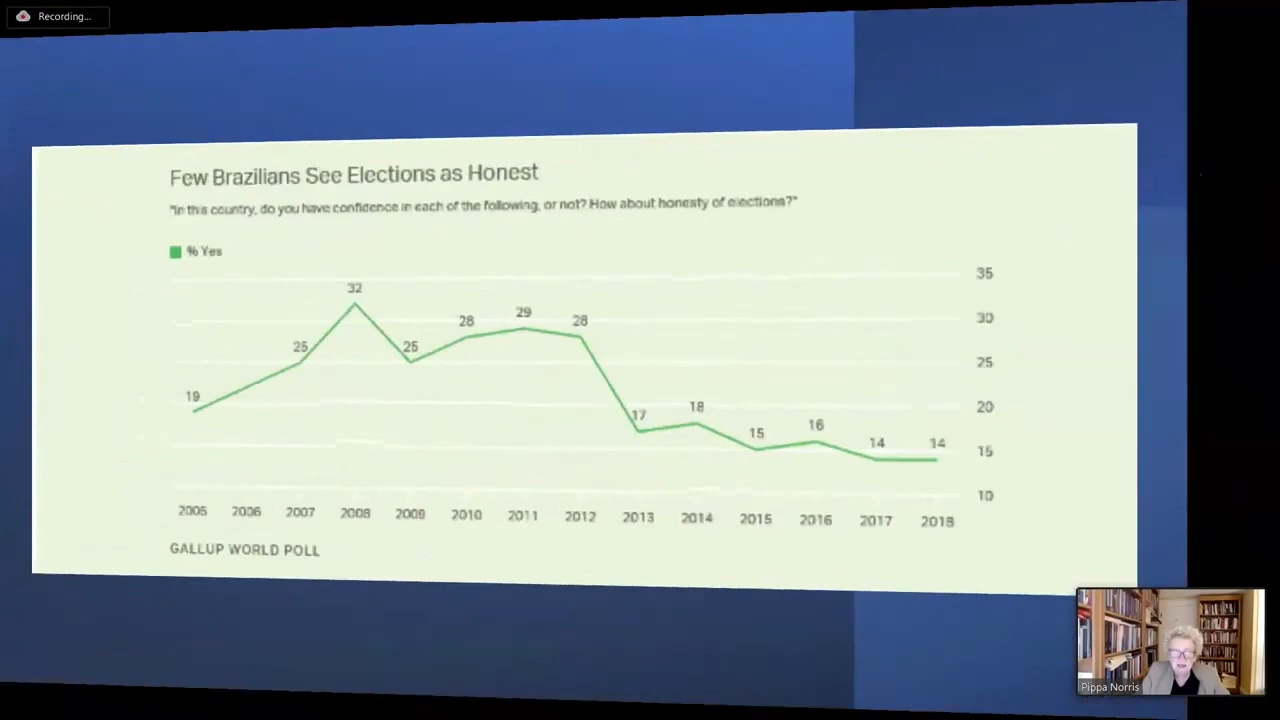 Recording...
Few Brazilians See Elections as Honest
"In this country, do you have confidence in each of the following, or not? How about honesty of elections?"
% Yes
35
30
25
20
15
10
19
25
32
25
28
29
28
17
18
15
16
14
14
2005 2006 2007 2008 2009 2010 2011 2012 2013 2014 2015 2016 2017 2018
GALLUP WORLD POLL
Pippa Norris